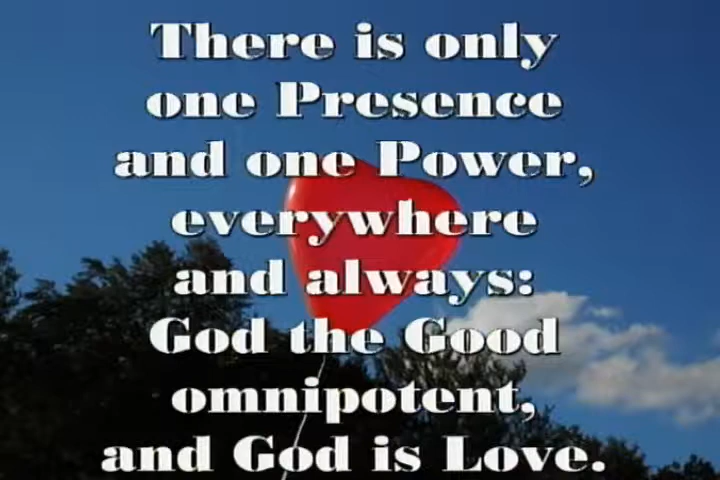 There is only
one Presence
and one Power,
everywhere
and always:
God the Good
omnipotent,
and God is Love.